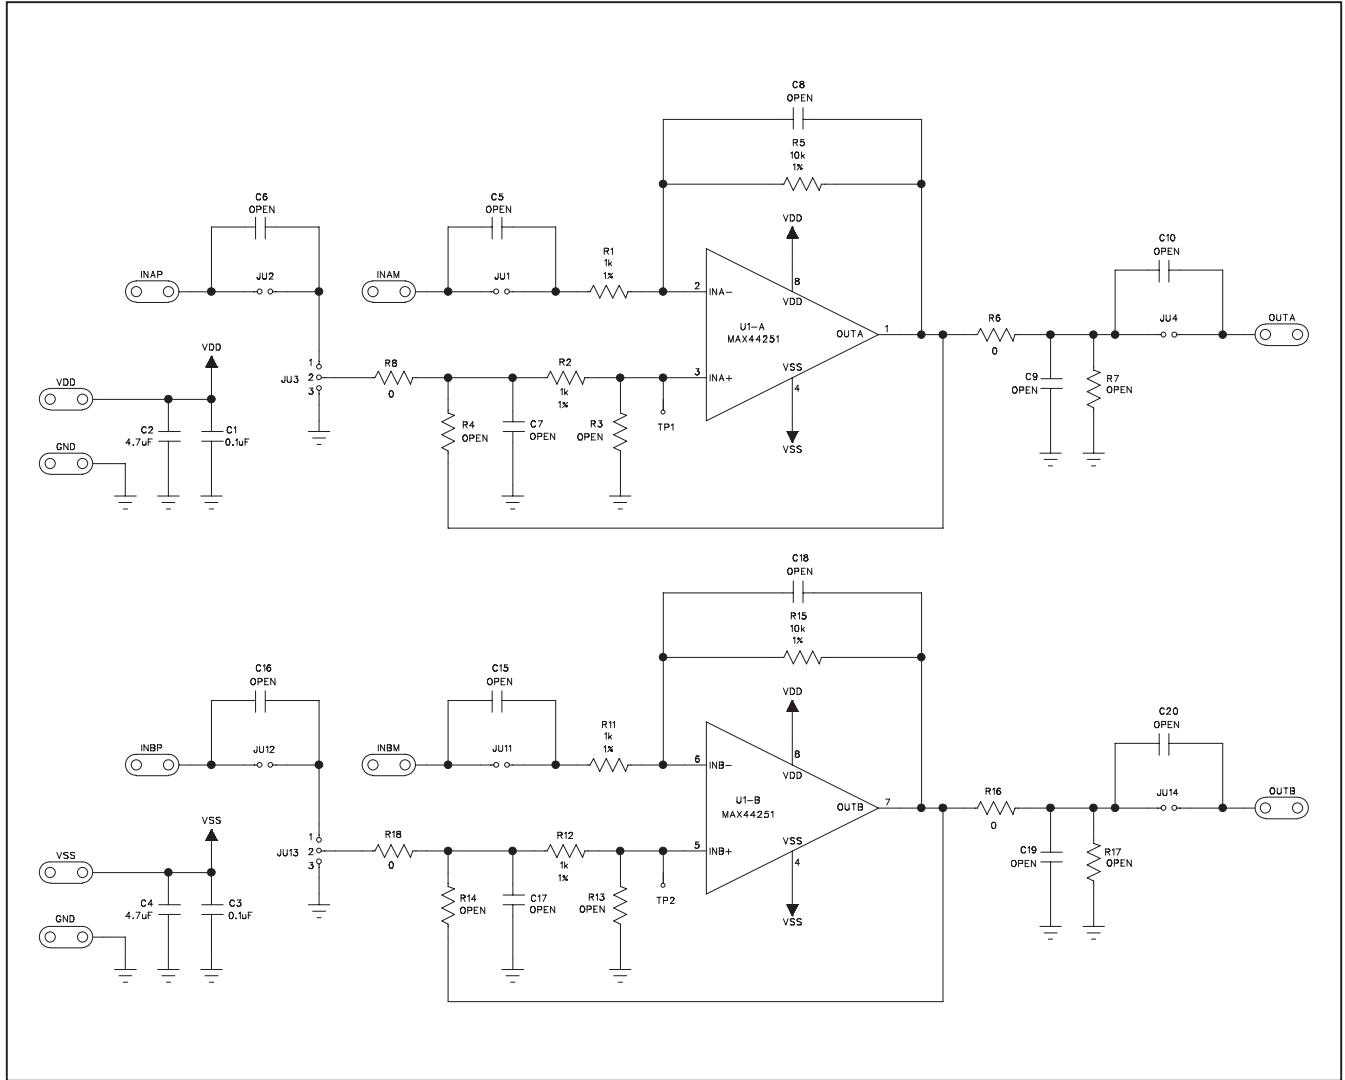 C8
OPEN
R5
10k
1%
C6
OPEN
C5
OPEN
VDD
C10
OPEN
INAP
JU2
INAM
JU1
R1
1k
1%
2
INA−
8
VDD
U1-A
MAX44251
OUTA
1
R6
0
JU4
OUTA
VDD
VDD
1
JU3
2
3
R8
0
R2
1k
1%
3
INA+
VSS
4
VSS
TP1
C9
OPEN
R7
OPEN
C2
4.7uF
C1
0.1uF
R4
OPEN
C7
OPEN
R3
OPEN
GND
C18
OPEN
R15
10k
1%
C16
OPEN
C15
OPEN
VDD
C20
OPEN
INBP
JU12
INBM
JU11
R11
1k
1%
6
INB−
8
VDD
U1-B
MAX44251
OUTB
7
R16
0
JU14
OUTB
VSS
VSS
1
JU13
2
3
R18
0
R12
1k
1%
5
INB+
VSS
4
VSS
TP2
C19
OPEN
R17
OPEN
C4
4.7uF
C3
0.1uF
R14
OPEN
C17
OPEN
R13
OPEN
GND